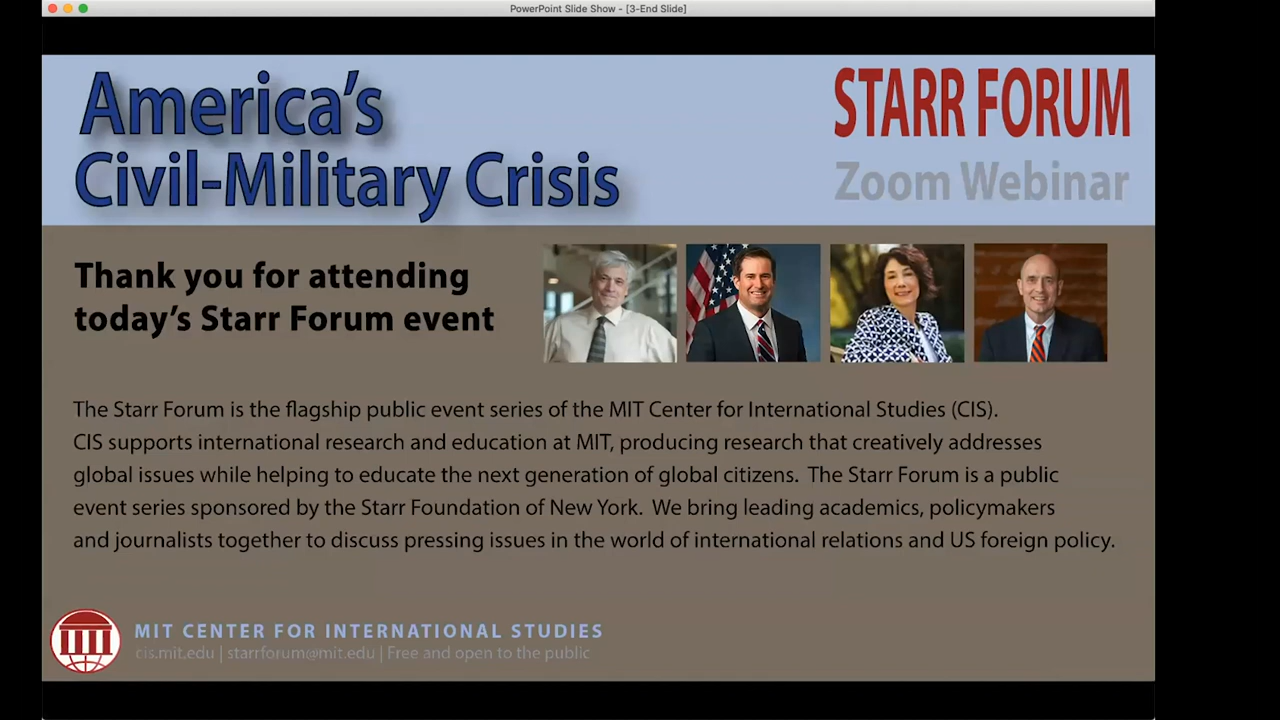 PowerPoint Slide Show - [3-End Slide]
America's
Civil-Military Crisis
STARR FORUM
Zoom Webinar
Thank you for attending
today's Starr Forum event
The Starr Forum is the flagship public event series of the MIT Center for International Studies (CIS).
CIS supports international research and education at MIT, producing research that creatively addresses
global issues while helping to educate the next generation of global citizens. The Starr Forum is a public
event series sponsored by the Starr Foundation of New York. We bring leading academics, policymakers
and journalists together to discuss pressing issues in the world of international relations and US foreign policy.
MIT CENTER FOR INTERNATIONAL STUDIES
cis.mit.edu | starrforum@mit.edu | Free and open to the public